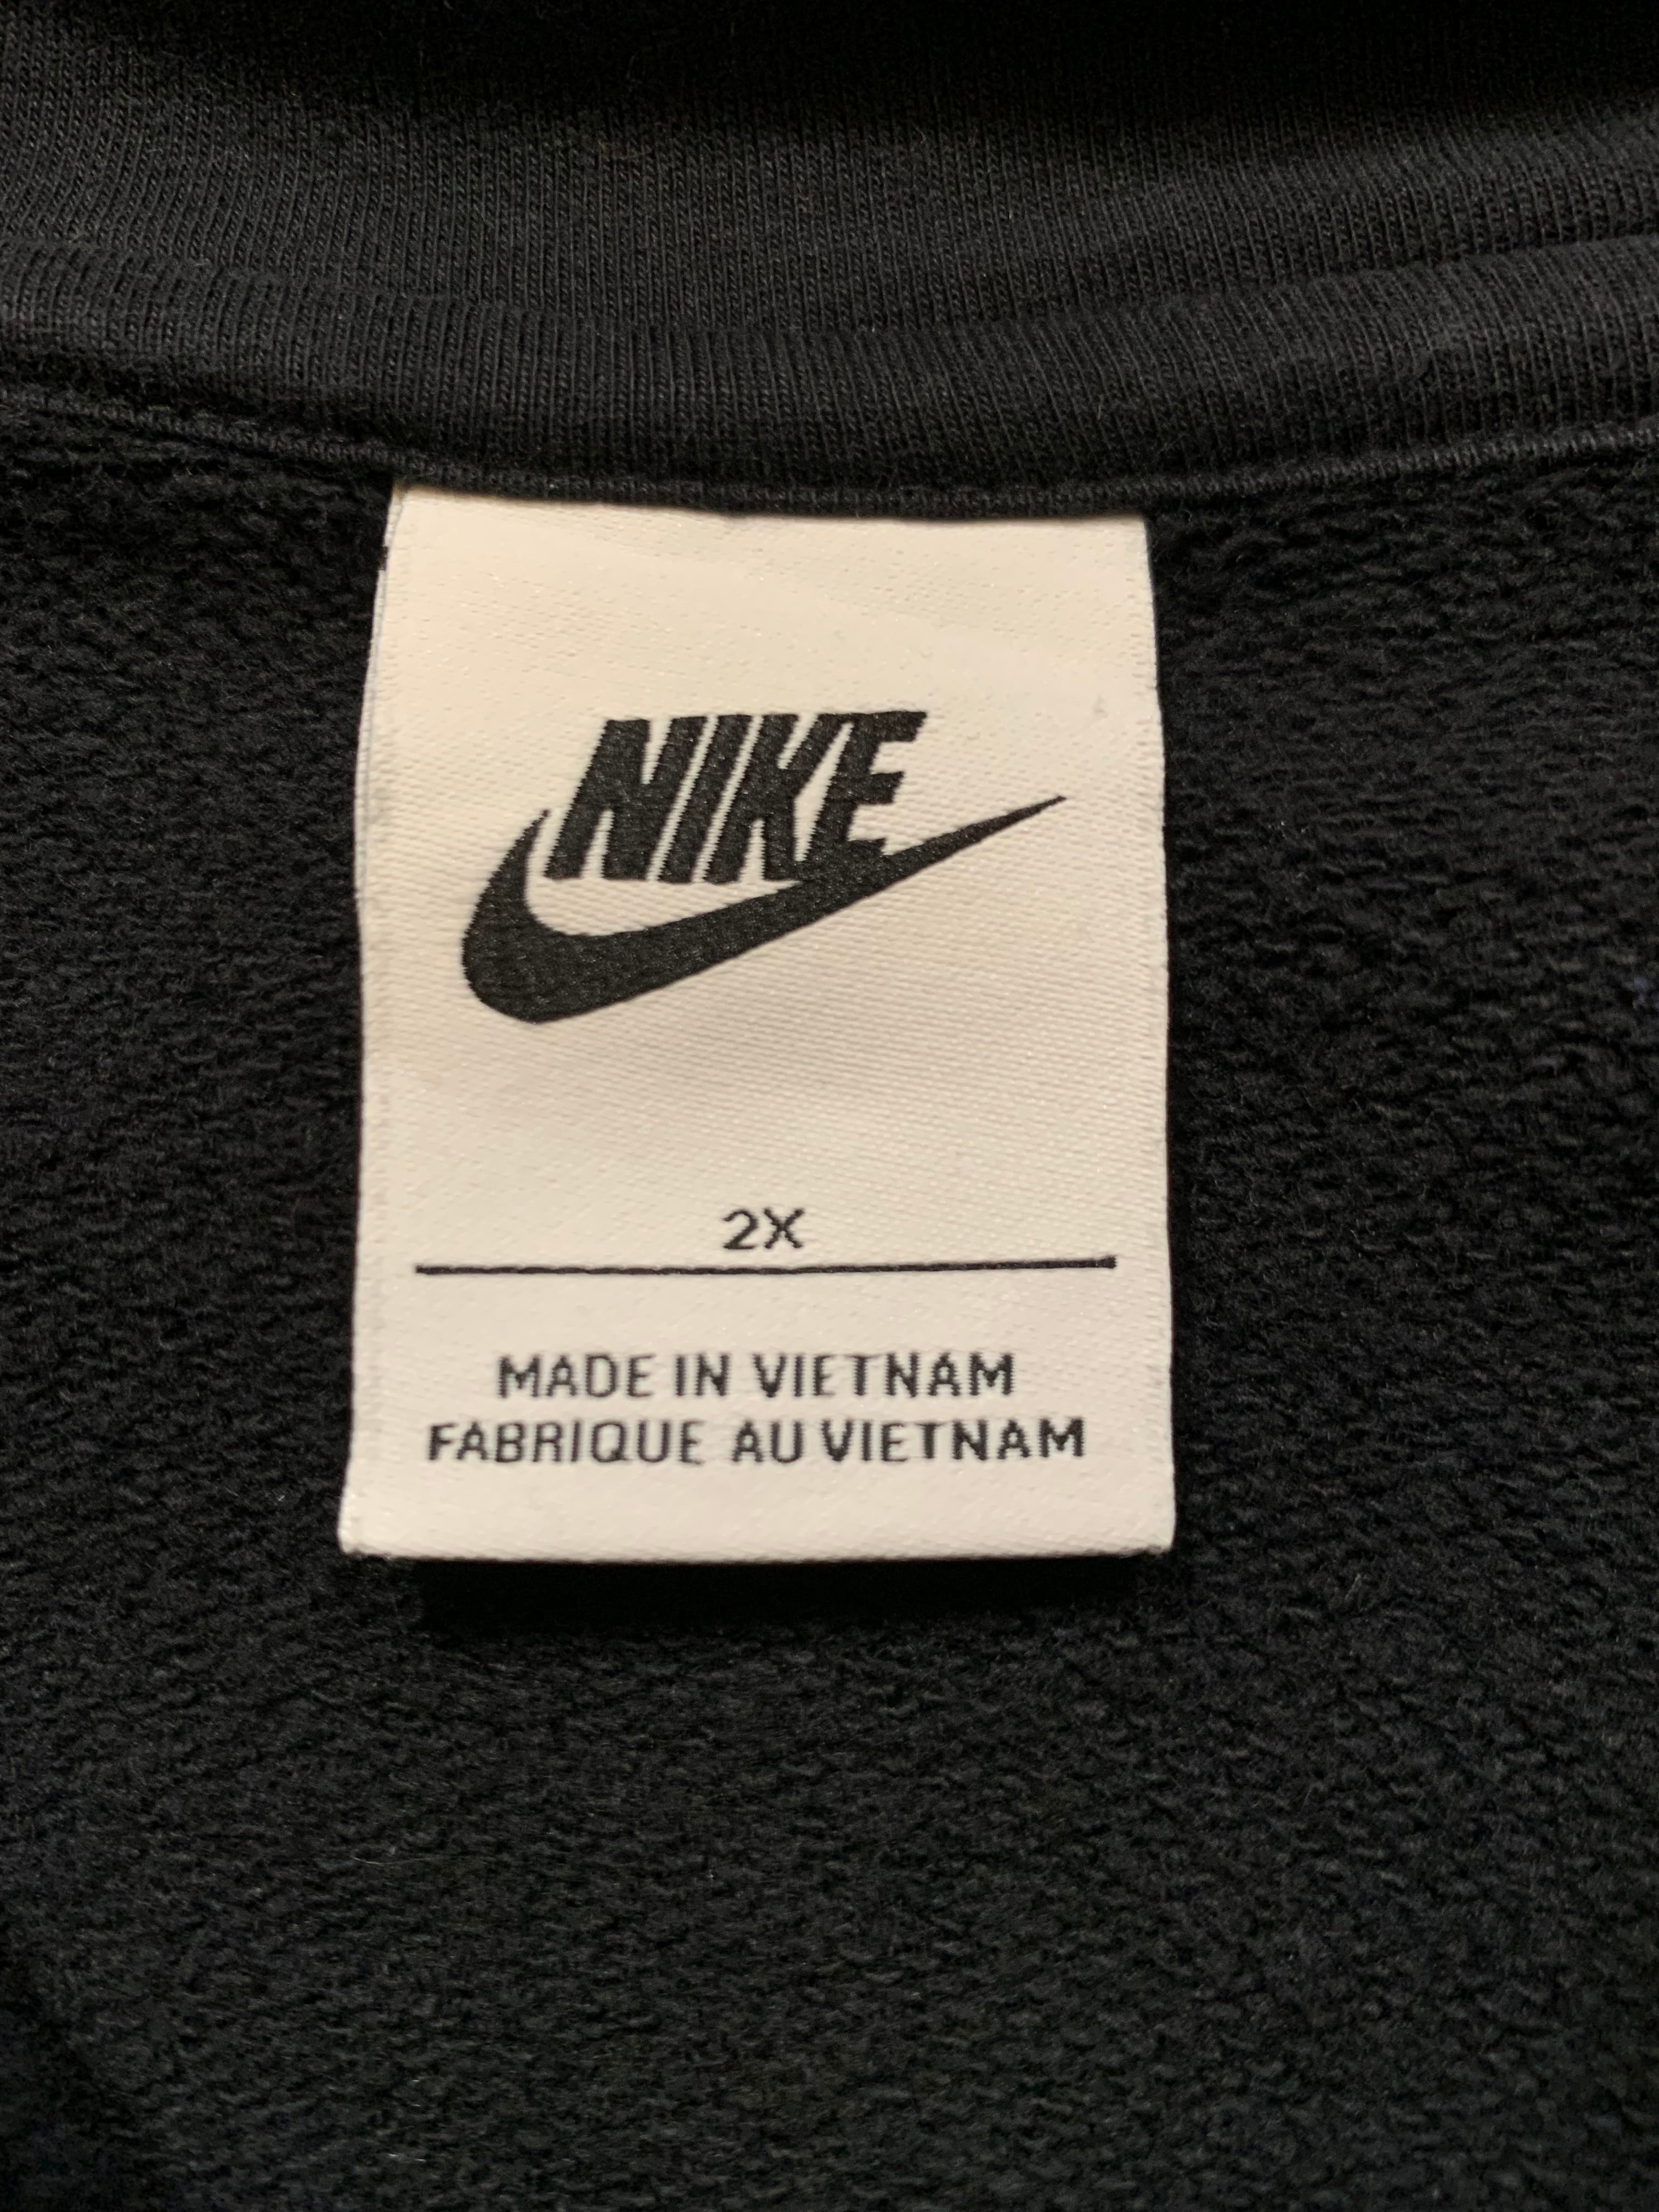 NIKE
2X
MADE IN VIETNAM
FABRIQUE AU VIETNAM